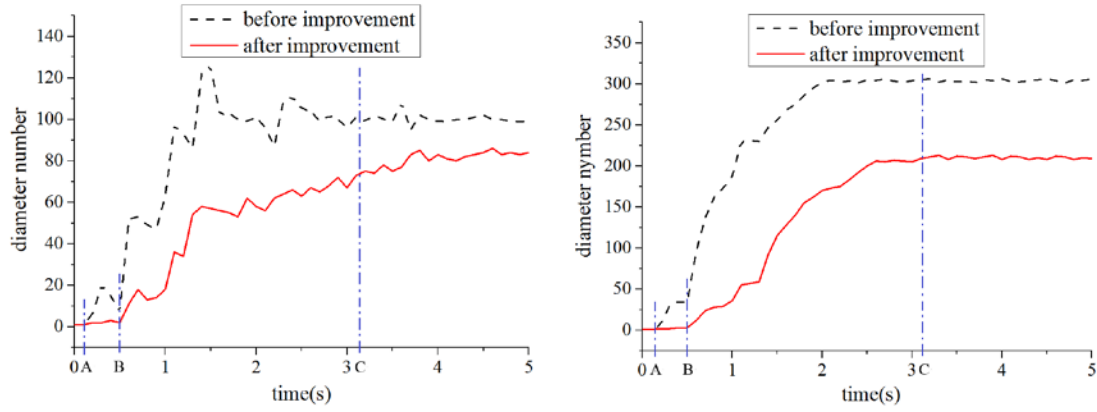 before improvement
after improvement
140
120
100
80
60
40
20
0
diameter number
0 A B 1 2 3 C 4 5
time(s)
before improvement
after improvement
350
300
250
200
150
100
50
0
diameter nymber
0 A B 1 2 3 C 4 5
time(s)